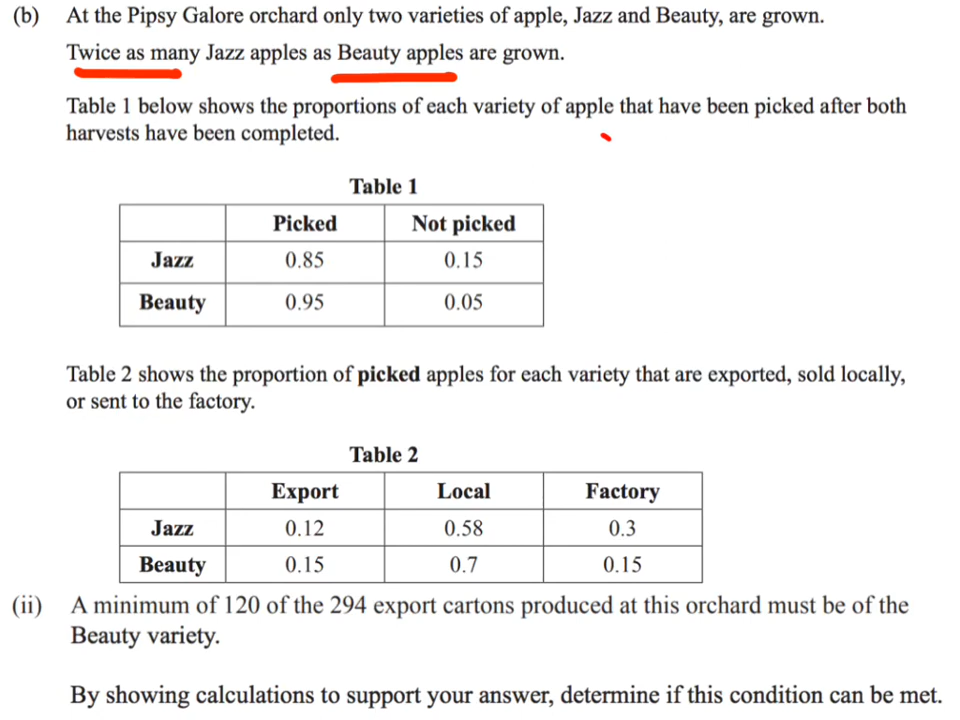 (b) At the Pipsy Galore orchard only two varieties of apple, Jazz and Beauty, are grown.
Twice as many Jazz apples as Beauty apples are grown.
Table 1 below shows the proportions of each variety of apple that have been picked after both
harvests have been completed.
Table 1
Picked Not picked
Jazz 0.85 0.15
Beauty 0.95 0.05
Table 2 shows the proportion of picked apples for each variety that are exported, sold locally,
or sent to the factory.
Table 2
Export Local Factory
Jazz 0.12 0.58 0.3
Beauty 0.15 0.7 0.15
(ii) A minimum of 120 of the 294 export cartons produced at this orchard must be of the
Beauty variety.
By showing calculations to support your answer, determine if this condition can be met.